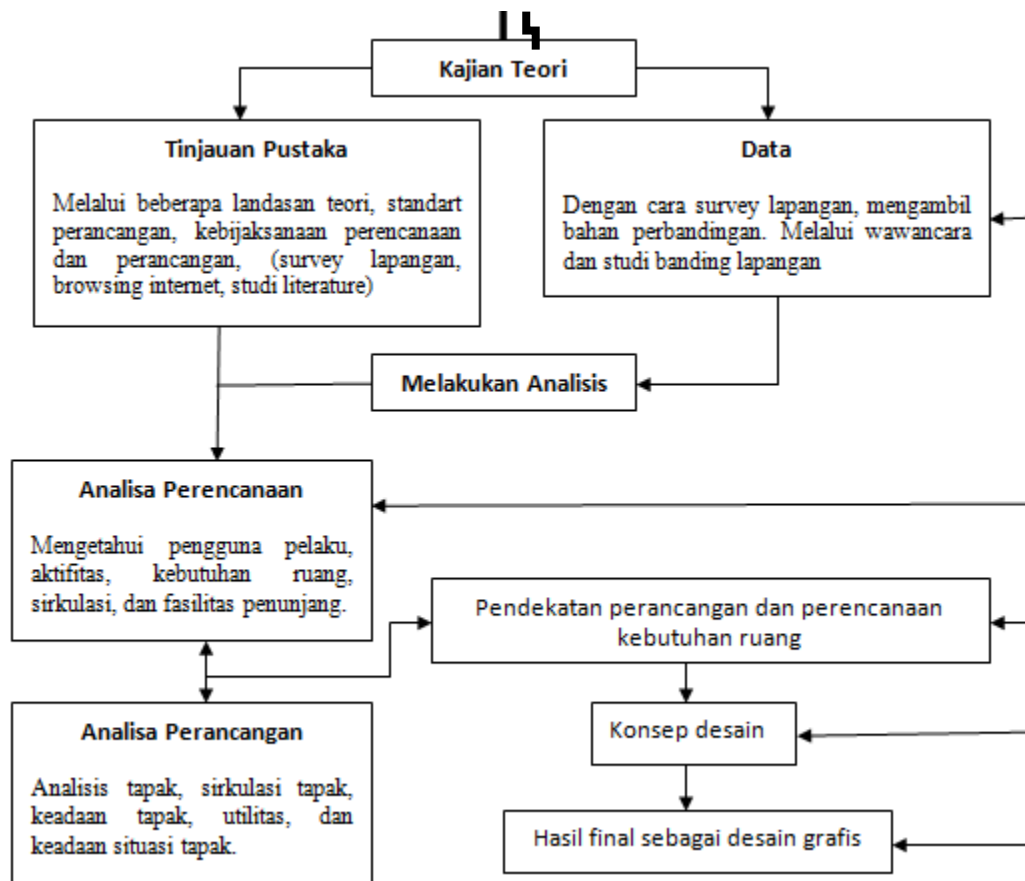 Kajian Teori
Tinjauan Pustaka
Melalui beberapa landasan teori, standart
perancangan, kebijaksanaan perencanaan
dan perancangan, (survey lapangan,
browsing internet, studi literature)
Data
Dengan cara survey lapangan, mengambil
bahan perbandingan. Melalui wawancara
dan studi banding lapangan
Melakukan Analisis
Analisa Perencanaan
Mengetahui pengguna pelaku,
aktifitas, kebutuhan ruang,
sirkulasi, dan fasilitas penunjang.
Pendekatan perancangan dan perencanaan
kebutuhan ruang
Analisa Perancangan
Analisis tapak, sirkulasi tapak,
keadaan tapak, utilitas, dan
keadaan situasi tapak.
Konsep desain
Hasil final sebagai desain grafis